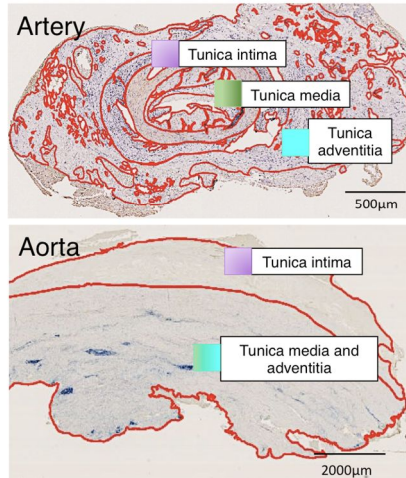 Artery
Tunica intima
Tunica media
Tunica
adventitia
500µm
Aorta
Tunica intima
Tunica media and
adventitia
2000µm